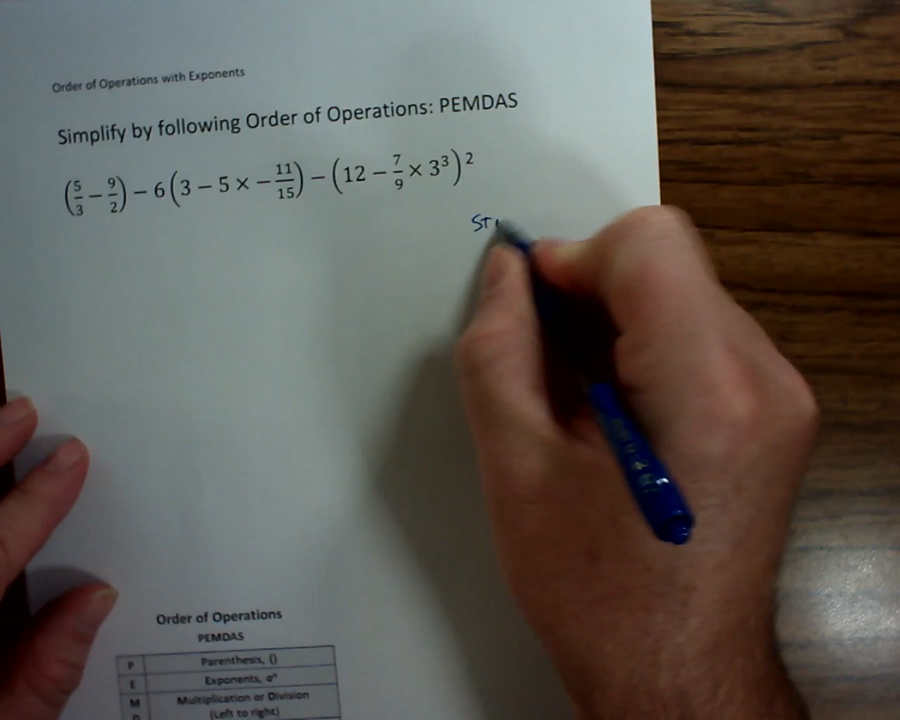 Order of Operations with Exponents
Simplify by following Order of Operations: PEMDAS
(5/3 − 9/2) − 6(3 − 5 × −11/15) − (12 − 7/9 × 3³)²
St
Order of Operations
PEMDAS
P Parenthesis, ()
E Exponents, aⁿ
M Multiplication or Division
D (Left to right)